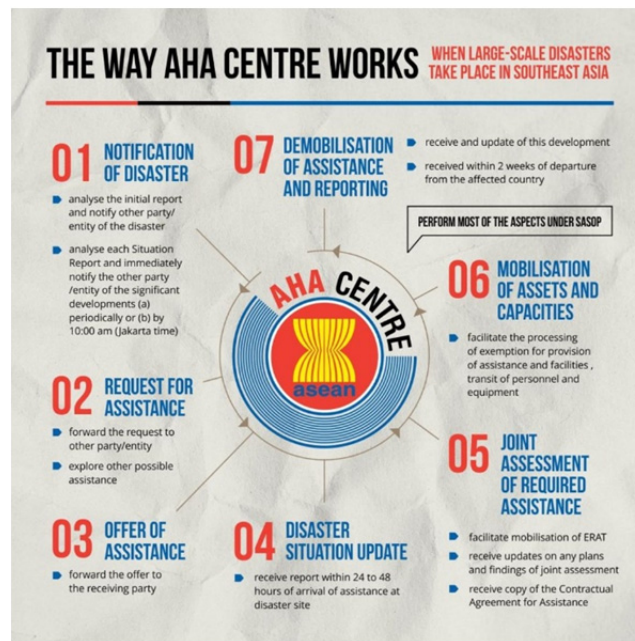 THE WAY AHA CENTRE WORKS
WHEN LARGE-SCALE DISASTERS
TAKE PLACE IN SOUTHEAST ASIA
01
NOTIFICATION
OF DISASTER
analyse the initial report
and notify other party/
entity of the disaster
analyse each Situation
Report and immediately
notify the other party
/entity of the significant
developments (a)
periodically or (b) by
10:00 am (Jakarta time)
02
REQUEST FOR
ASSISTANCE
forward the request to
other party/entity
explore other possible
assistance
03
OFFER OF
ASSISTANCE
forward the offer to
the receiving party
04
DISASTER
SITUATION UPDATE
receive report within 24 to 48
hours of arrival of assistance at
disaster site
05
JOINT
ASSESSMENT
OF REQUIRED
ASSISTANCE
facilitate mobilisation of ERAT
receive updates on any plans
and findings of joint assessment
receive copy of the Contractual
Agreement for Assistance
06
MOBILISATION
OF ASSETS AND
CAPACITIES
facilitate the processing
of exemption for provision
of assistance and facilities ,
transit of personnel and
equipment
07
DEMOBILISATION
OF ASSISTANCE
AND REPORTING
receive and update of this development
received within 2 weeks of departure
from the affected country
PERFORM MOST OF THE ASPECTS UNDER SASOP
AHA CENTRE
asean